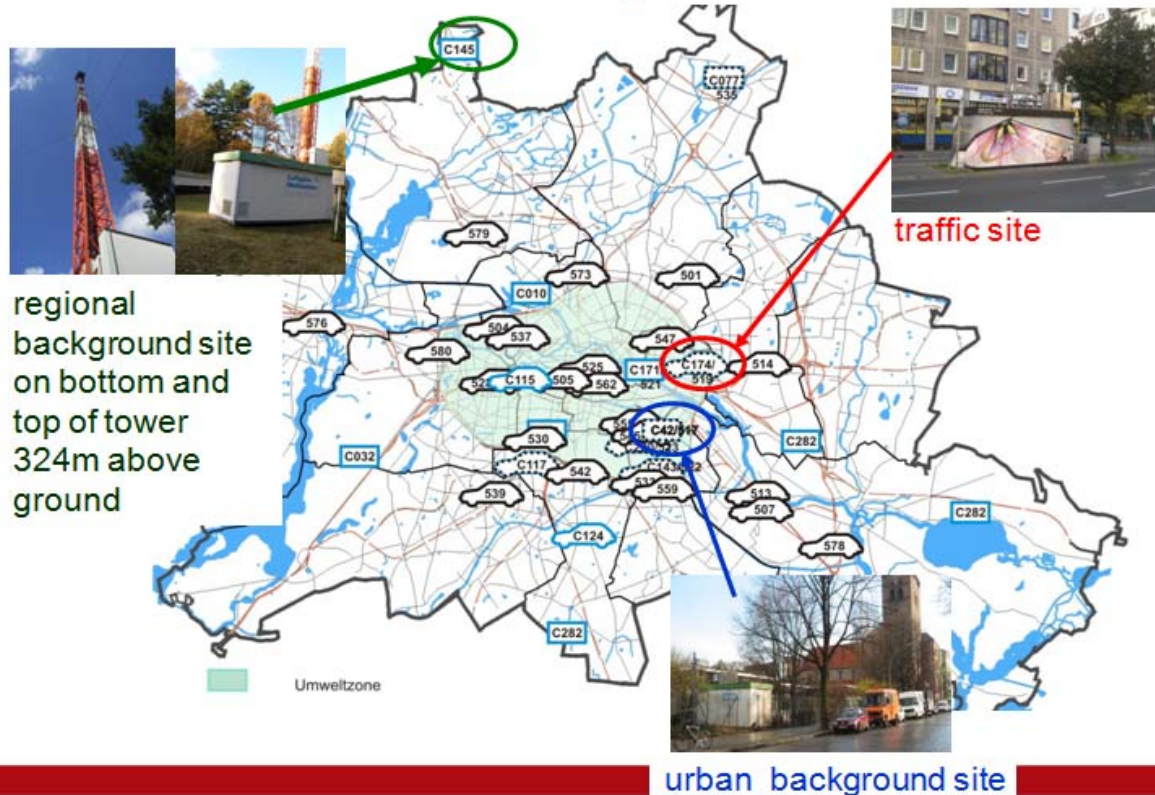 C145
C077
535
traffic site
regional
background site
on bottom and
top of tower
324m above
ground
579
573
501
C010
576
504
537
547
580
525
C171
C174/
519
514
C115
505
562
521
C42/517
530
C282
C032
C117
542
539
559
513
507
C282
578
C124
C282
Umweltzone
urban background site